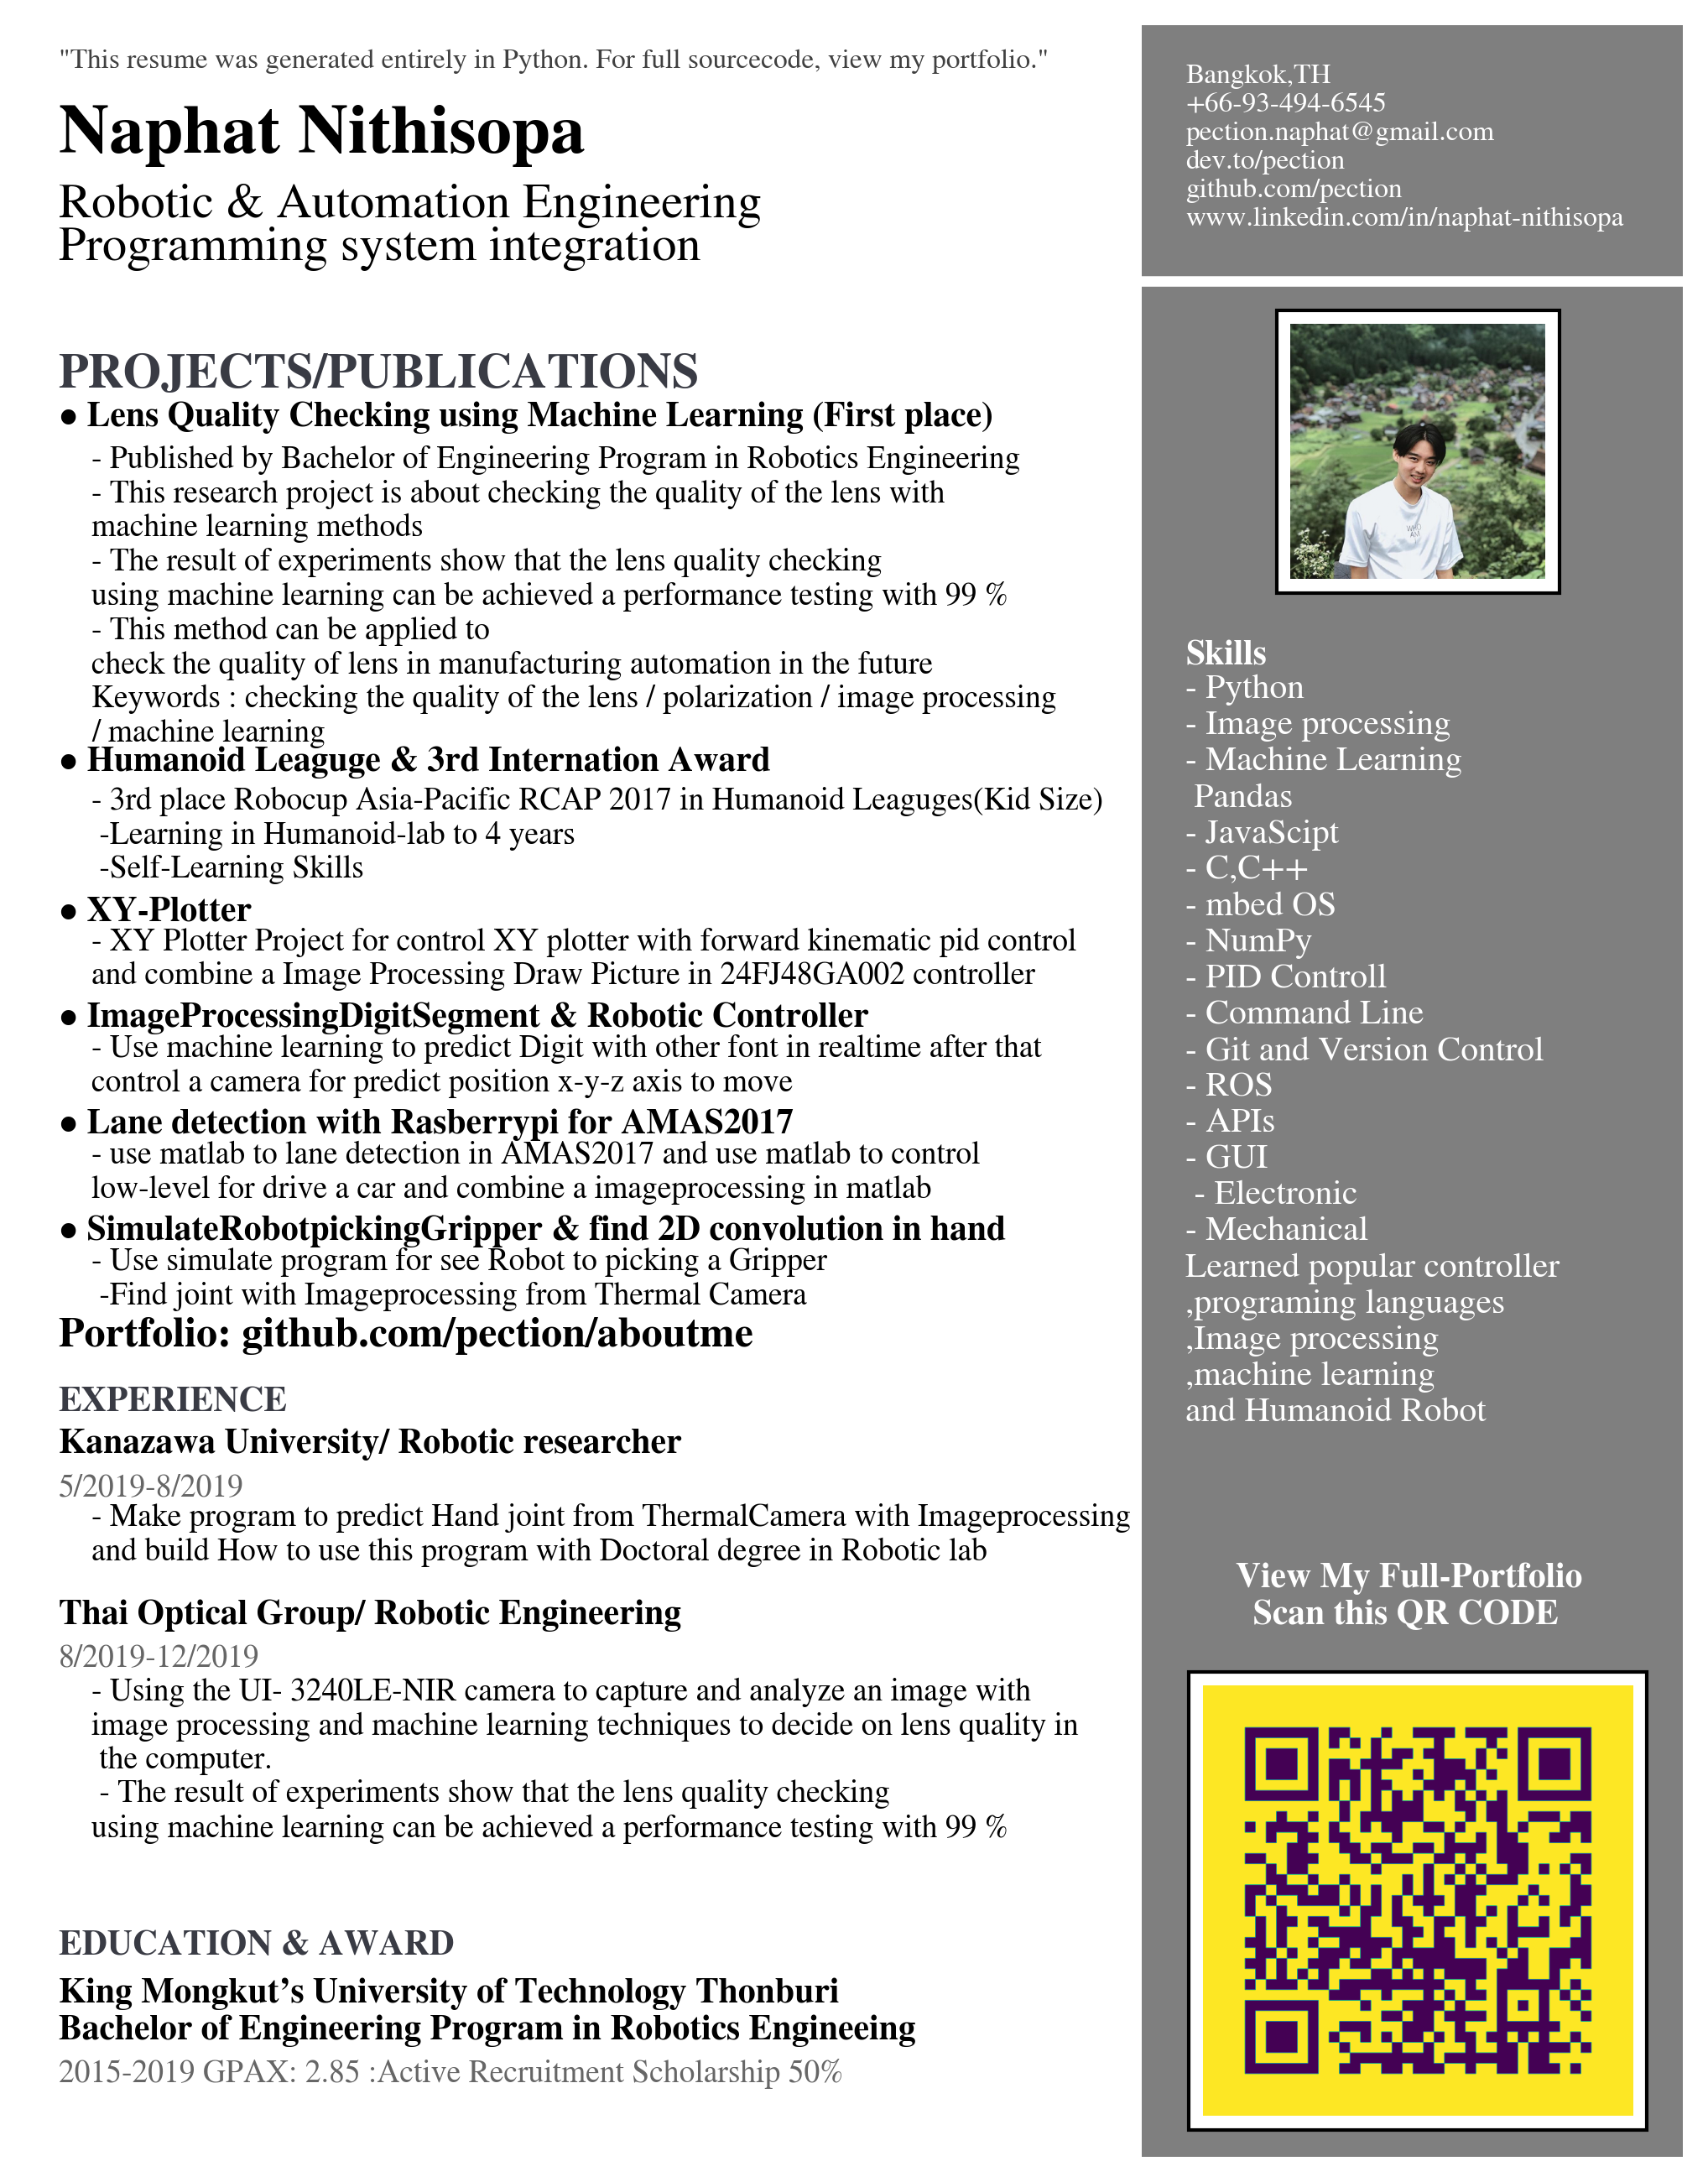 "This resume was generated entirely in Python. For full sourcecode, view my portfolio."
Naphat Nithisopa
Robotic & Automation Engineering
Programming system integration
PROJECTS/PUBLICATIONS
● Lens Quality Checking using Machine Learning (First place)
- Published by Bachelor of Engineering Program in Robotics Engineering
- This research project is about checking the quality of the lens with
machine learning methods
- The result of experiments show that the lens quality checking
using machine learning can be achieved a performance testing with 99 %
- This method can be applied to
check the quality of lens in manufacturing automation in the future
Keywords : checking the quality of the lens / polarization / image processing
/ machine learning
● Humanoid Leaguge & 3rd Internation Award
- 3rd place Robocup Asia-Pacific RCAP 2017 in Humanoid Leaguges(Kid Size)
-Learning in Humanoid-lab to 4 years
-Self-Learning Skills
● XY-Plotter
- XY Plotter Project for control XY plotter with forward kinematic pid control
and combine a Image Processing Draw Picture in 24FJ48GA002 controller
● ImageProcessingDigitSegment & Robotic Controller
- Use machine learning to predict Digit with other font in realtime after that
control a camera for predict position x-y-z axis to move
● Lane detection with Rasberrypi for AMAS2017
- use matlab to lane detection in AMAS2017 and use matlab to control
low-level for drive a car and combine a imageprocessing in matlab
● SimulateRobotpickingGripper & find 2D convolution in hand
- Use simulate program for see Robot to picking a Gripper
-Find joint with Imageprocessing from Thermal Camera
Portfolio: github.com/pection/aboutme
EXPERIENCE
Kanazawa University/ Robotic researcher
5/2019-8/2019
- Make program to predict Hand joint from ThermalCamera with Imageprocessing
and build How to use this program with Doctoral degree in Robotic lab
Thai Optical Group/ Robotic Engineering
8/2019-12/2019
- Using the UI- 3240LE-NIR camera to capture and analyze an image with
image processing and machine learning techniques to decide on lens quality in
the computer.
- The result of experiments show that the lens quality checking
using machine learning can be achieved a performance testing with 99 %
EDUCATION & AWARD
King Mongkut's University of Technology Thonburi
Bachelor of Engineering Program in Robotics Engineeing
2015-2019 GPAX: 2.85 :Active Recruitment Scholarship 50%
Bangkok,TH
+66-93-494-6545
pection.naphat@gmail.com
dev.to/pection
github.com/pection
www.linkedin.com/in/naphat-nithisopa
WHO
AM
I
Skills
- Python
- Image processing
- Machine Learning
Pandas
- JavaScipt
- C,C++
- mbed OS
- NumPy
- PID Controll
- Command Line
- Git and Version Control
- ROS
- APIs
- GUI
- Electronic
- Mechanical
Learned popular controller
,programing languages
,Image processing
,machine learning
and Humanoid Robot
View My Full-Portfolio
Scan this QR CODE